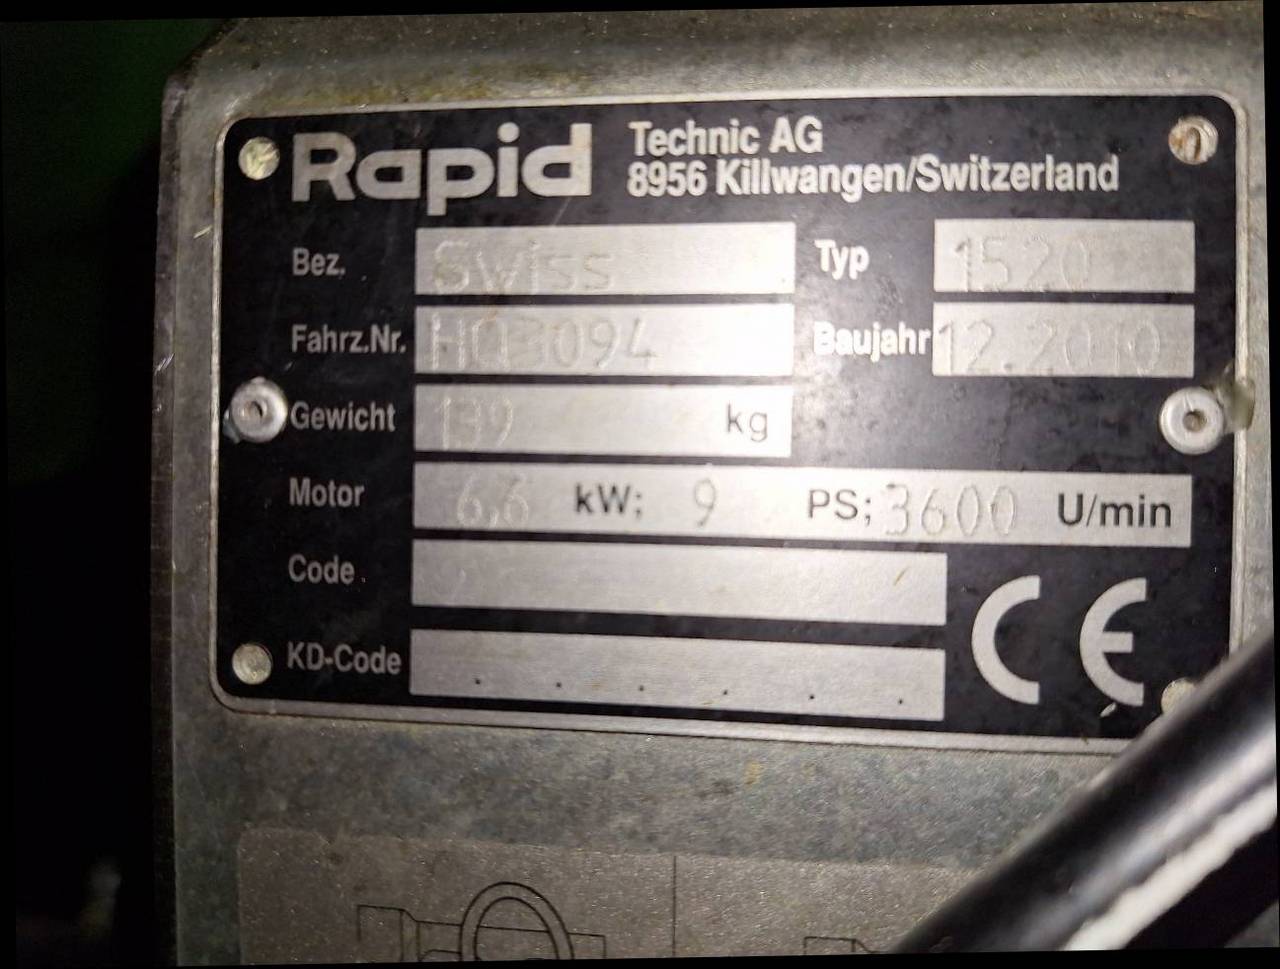 Rapid Technic AG
8956 Killwangen/Switzerland
Bez. Swiss Typ 1520
Fahrz.Nr. HQ3094 Baujahr 12.2010
Gewicht 139 kg
Motor 6,6 kW; 9 PS; 3600 U/min
Code
KD-Code . . . . . .
CE